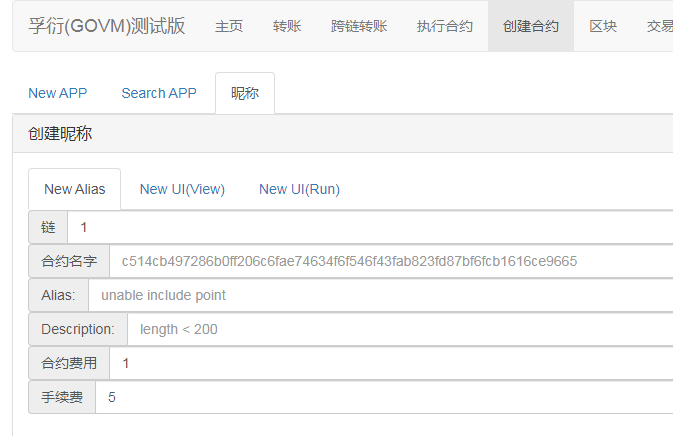 孚衍(GOVM)测试版 主页 转账 跨链转账 执行合约 创建合约 区块 交易
New APP Search APP 昵称
创建昵称
New Alias New UI(View) New UI(Run)
链 1
合约名字 c514cb497286b0ff206c6fae74634f6f546f43fab823fd87bf6fcb1616ce9665
Alias: unable include point
Description: length < 200
合约费用 1
手续费 5